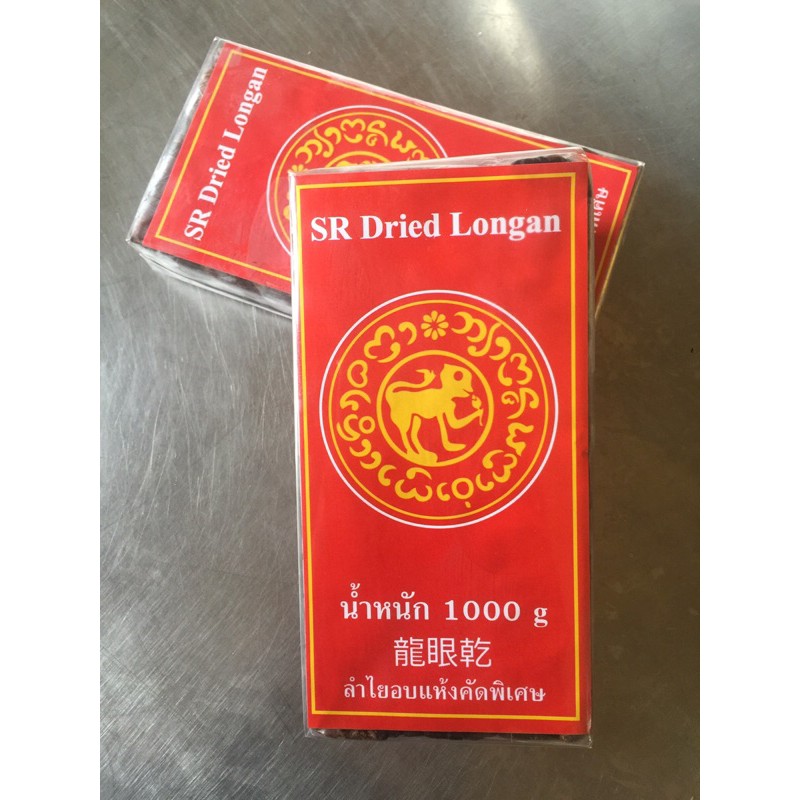 SR Dried Longan
SR Dried Longan
น้ำหนัก 1000 g
龍眼乾
ลำไยอบแห้งคัดพิเศษ